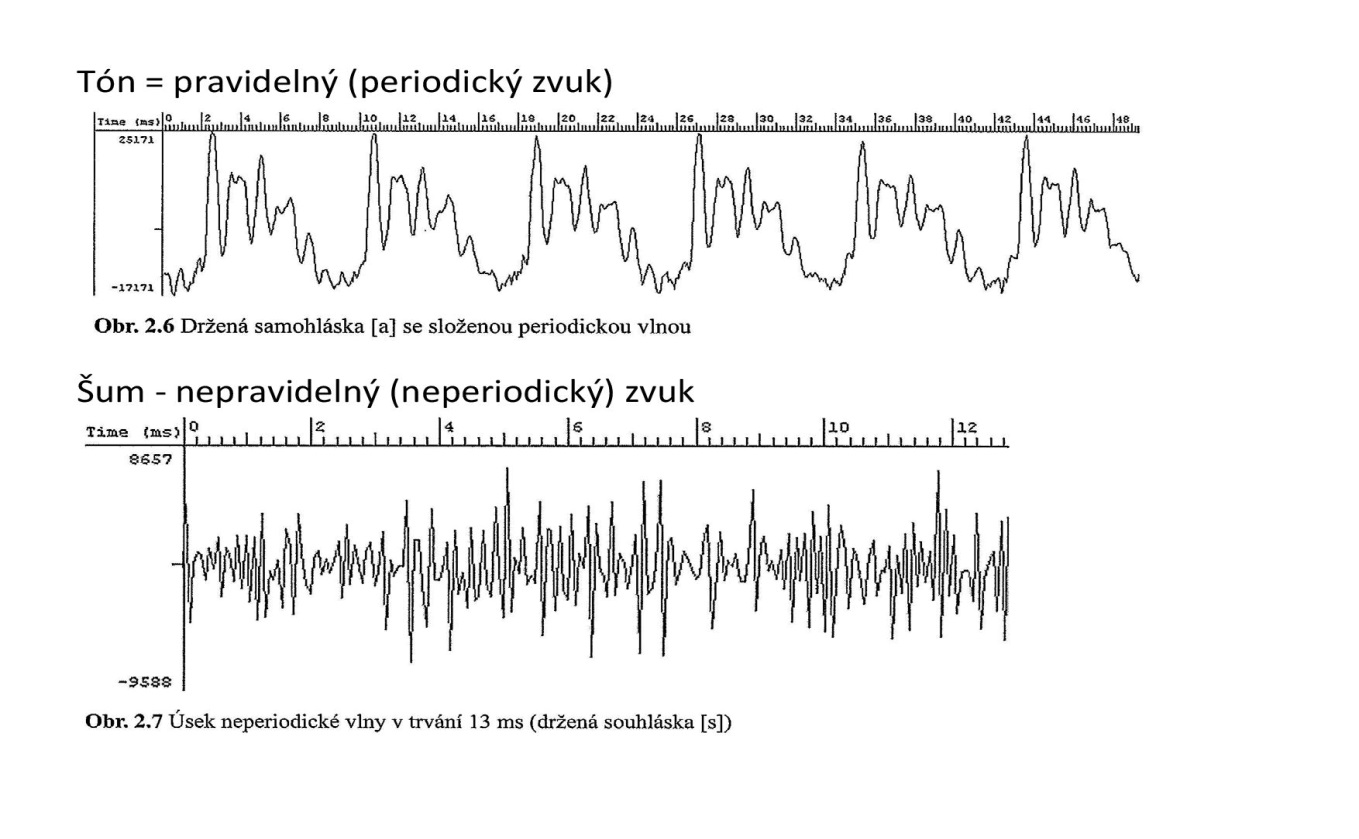 Tón = pravidelný (periodický zvuk)
Time (ms) 0 2 4 6 8 10 12 14 16 18 20 22 24 26 28 30 32 34 36 38 40 42 44 46 48
25171
-17171
Obr. 2.6 Držená samohláska [a] se složenou periodickou vlnou
Šum - nepravidelný (neperiodický) zvuk
Time (ms) 0 2 4 6 8 10 12
8657
-9588
Obr. 2.7 Úsek neperiodické vlny v trvání 13 ms (držená souhláska [s])